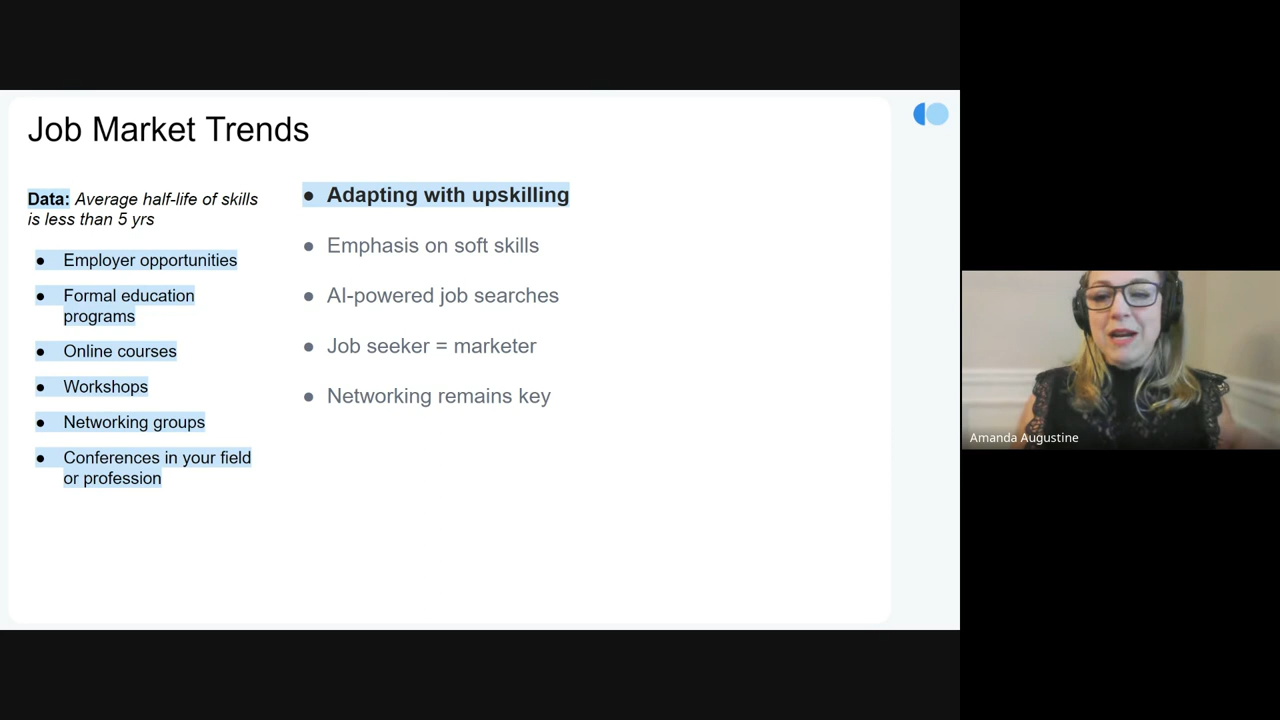 Job Market Trends
Data: Average half-life of skills
is less than 5 yrs
● Employer opportunities
● Formal education
programs
● Online courses
● Workshops
● Networking groups
● Conferences in your field
or profession
● Adapting with upskilling
● Emphasis on soft skills
● AI-powered job searches
● Job seeker = marketer
● Networking remains key
Amanda Augustine